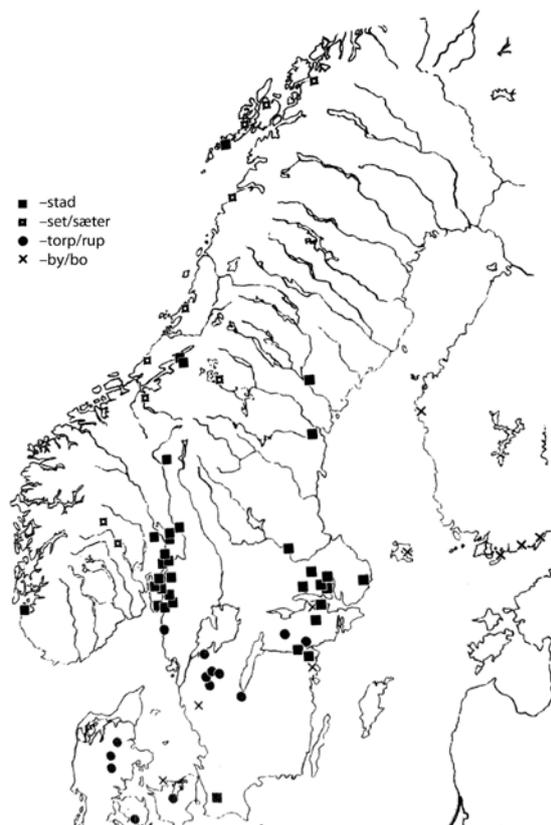 –stad
–set/sæter
–torp/rup
–by/bo